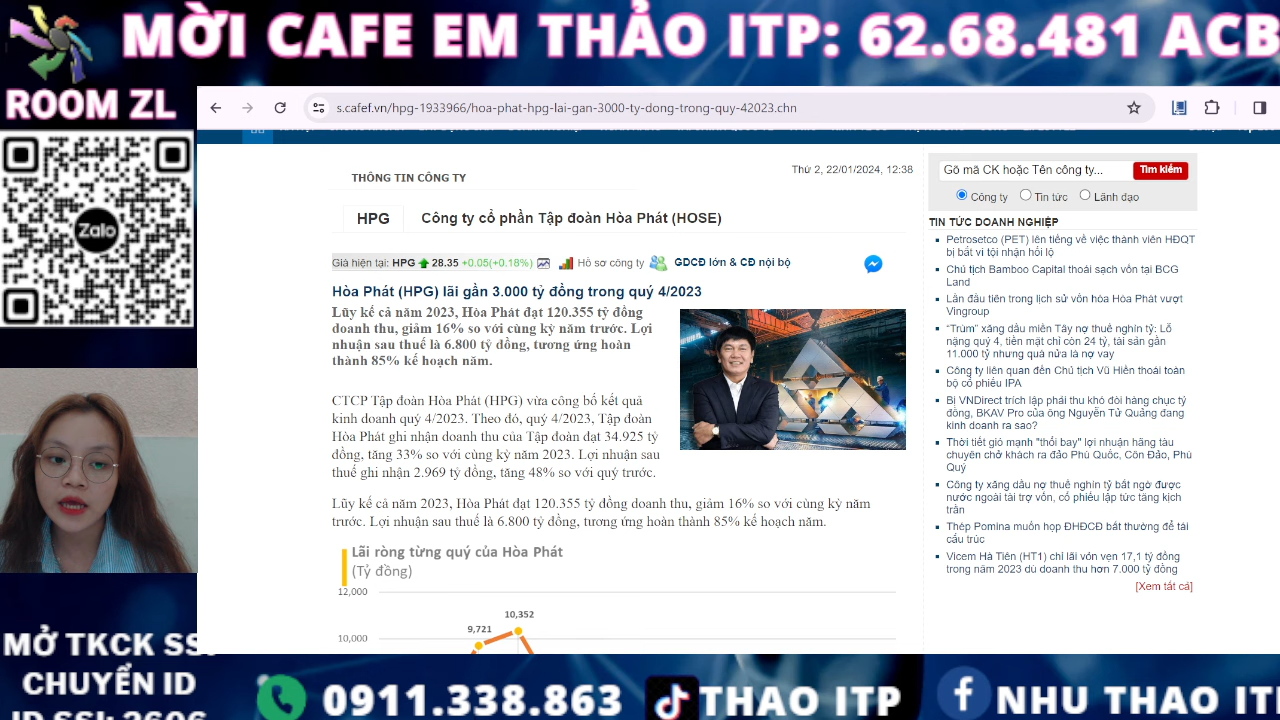 MỜI CAFE EM THẢO ITP: 62.68.481 ACB
ROOM ZL
Zalo
s.cafef.vn/hpg-1933966/hoa-phat-hpg-lai-gan-3000-ty-dong-trong-quy-42023.chn
THÔNG TIN CÔNG TY
Thứ 2, 22/01/2024, 12:38
HPG
Công ty cổ phần Tập đoàn Hòa Phát (HOSE)
Giá hiện tại: HPG 28.35 +0.05(+0.18%)
Hồ sơ công ty
GDCĐ lớn & CĐ nội bộ
Hòa Phát (HPG) lãi gần 3.000 tỷ đồng trong quý 4/2023
Lũy kế cả năm 2023, Hòa Phát đạt 120.355 tỷ đồng
doanh thu, giảm 16% so với cùng kỳ năm trước. Lợi
nhuận sau thuế là 6.800 tỷ đồng, tương ứng hoàn
thành 85% kế hoạch năm.
CTCP Tập đoàn Hòa Phát (HPG) vừa công bố kết quả
kinh doanh quý 4/2023. Theo đó, quý 4/2023, Tập đoàn
Hòa Phát ghi nhận doanh thu của Tập đoàn đạt 34.925 tỷ
đồng, tăng 33% so với cùng kỳ năm 2023. Lợi nhuận sau
thuế ghi nhận 2.969 tỷ đồng, tăng 48% so với quý trước.
Lũy kế cả năm 2023, Hòa Phát đạt 120.355 tỷ đồng doanh thu, giảm 16% so với cùng kỳ năm
trước. Lợi nhuận sau thuế là 6.800 tỷ đồng, tương ứng hoàn thành 85% kế hoạch năm.
Lãi ròng từng quý của Hòa Phát
(Tỷ đồng)
12,000
10,352
9,721
10,000
Gõ mã CK hoặc Tên công ty...
Tìm kiếm
Công ty
Tin tức
Lãnh đạo
TIN TỨC DOANH NGHIỆP
Petrosetco (PET) lên tiếng về việc thành viên HĐQT
bị bắt vì tội nhận hối lộ
Chủ tịch Bamboo Capital thoái sạch vốn tại BCG
Land
Lần đầu tiên trong lịch sử vốn hóa Hòa Phát vượt
Vingroup
“Trùm” xăng dầu miền Tây nợ thuế nghìn tỷ: Lỗ
nặng quý 4, tiền mặt chỉ còn 24 tỷ, tài sản gần
11.000 tỷ nhưng quá nửa là nợ vay
Công ty liên quan đến Chủ tịch Vũ Hiền thoái toàn
bộ cổ phiếu IPA
Bị VNDirect trích lập phải thu khó đòi hàng chục tỷ
đồng, BKAV Pro của ông Nguyễn Tử Quảng đang
kinh doanh ra sao?
Thời tiết gió mạnh "thổi bay" lợi nhuận hãng tàu
chuyên chở khách ra đảo Phú Quốc, Côn Đảo, Phú
Quý
Công ty xăng dầu nợ thuế nghìn tỷ bất ngờ được
nước ngoài tài trợ vốn, cổ phiếu lập tức tăng kịch
trần
Thép Pomina muốn họp ĐHĐCĐ bất thường để tái
cấu trúc
Vicem Hà Tiên (HT1) chỉ lãi vỏn vẹn 17,1 tỷ đồng
trong năm 2023 dù doanh thu hơn 7.000 tỷ đồng
[Xem tất cả]
MỞ TKCK SSI
CHUYỂN ID
ID SSI: 2606
0911.338.863
THAO ITP
NHU THAO ITP